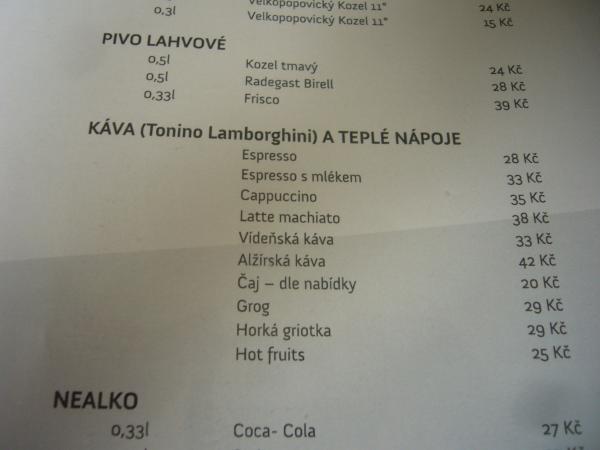 Velkopopovický Kozel 11° 24 Kč
0,3l Velkopopovický Kozel 11° 15 Kč
PIVO LAHVOVÉ
0,5l Kozel tmavý 24 Kč
0,5l Radegast Birell 28 Kč
0,33l Frisco 39 Kč
KÁVA (Tonino Lamborghini) A TEPLÉ NÁPOJE
Espresso 28 Kč
Espresso s mlékem 33 Kč
Cappuccino 35 Kč
Latte machiato 38 Kč
Vídeňská káva 33 Kč
Alžírská káva 42 Kč
Čaj – dle nabídky 20 Kč
Grog 29 Kč
Horká griotka 29 Kč
Hot fruits 25 Kč
NEALKO
0,33l Coca- Cola 27 Kč